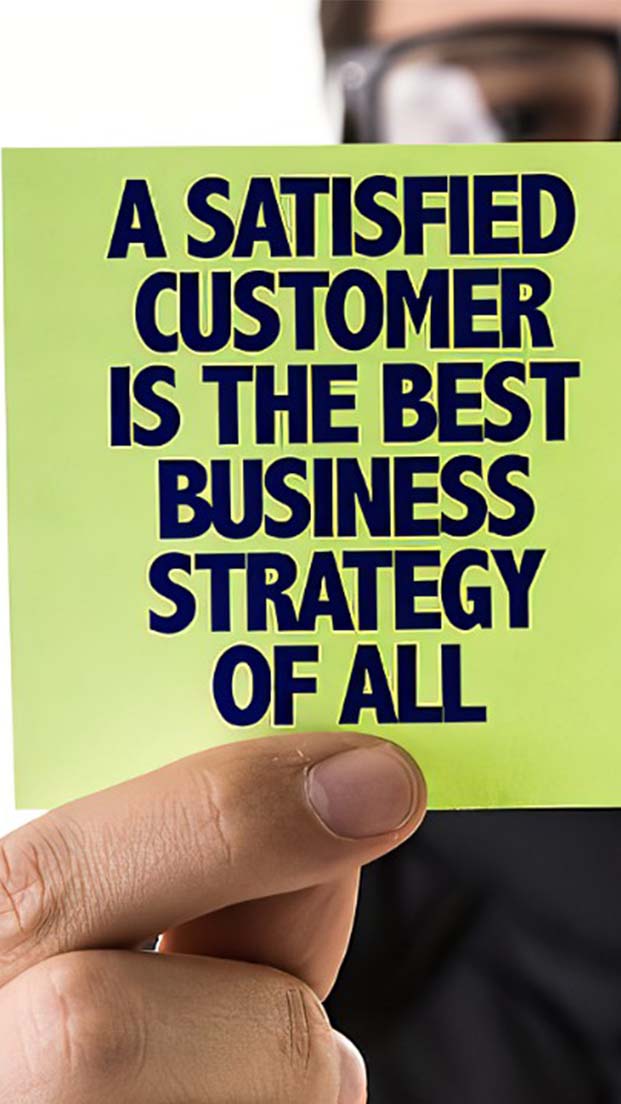 A SATISFIED
CUSTOMER
IS THE BEST
BUSINESS
STRATEGY
OF ALL